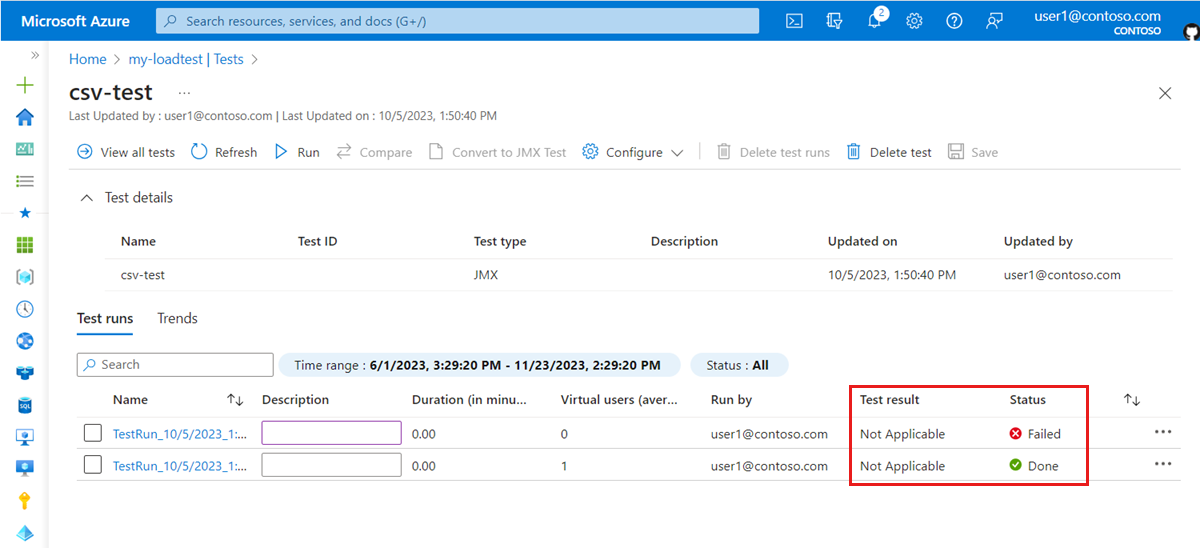 Microsoft Azure
Search resources, services, and docs (G+/)
2
user1@contoso.com
CONTOSO
Home > my-loadtest | Tests >
csv-test ...
Last Updated by : user1@contoso.com | Last Updated on : 10/5/2023, 1:50:40 PM
View all tests Refresh Run Compare Convert to JMX Test Configure Delete test runs Delete test Save
Test details
Name Test ID Test type Description Updated on Updated by
csv-test JMX 10/5/2023, 1:50:40 PM user1@contoso.com
Test runs Trends
Search Time range : 6/1/2023, 3:29:20 PM - 11/23/2023, 2:29:20 PM Status : All
Name Description Duration (in minu... Virtual users (aver... Run by Test result Status
TestRun_10/5/2023_1:... 0.00 0 user1@contoso.com Not Applicable Failed ...
TestRun_10/5/2023_1:... 0.00 1 user1@contoso.com Not Applicable Done ...
SQL